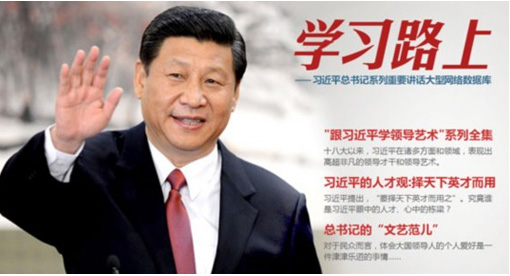 学习路上
——习近平总书记系列重要讲话大型网络数据库
“跟习近平学领导艺术”系列全集
十八大以来，习近平在诸多方面和领域，表现出
高超非凡的领导才干和领导艺术。
习近平的人才观:择天下英才而用
习近平提出，“要择天下英才而用之”。究竟谁
是习近平眼中的人才、心中的栋梁？
总书记的“文艺范儿”
对于民众而言，体会大国领导人的个人爱好是一
件津津乐道的事情……